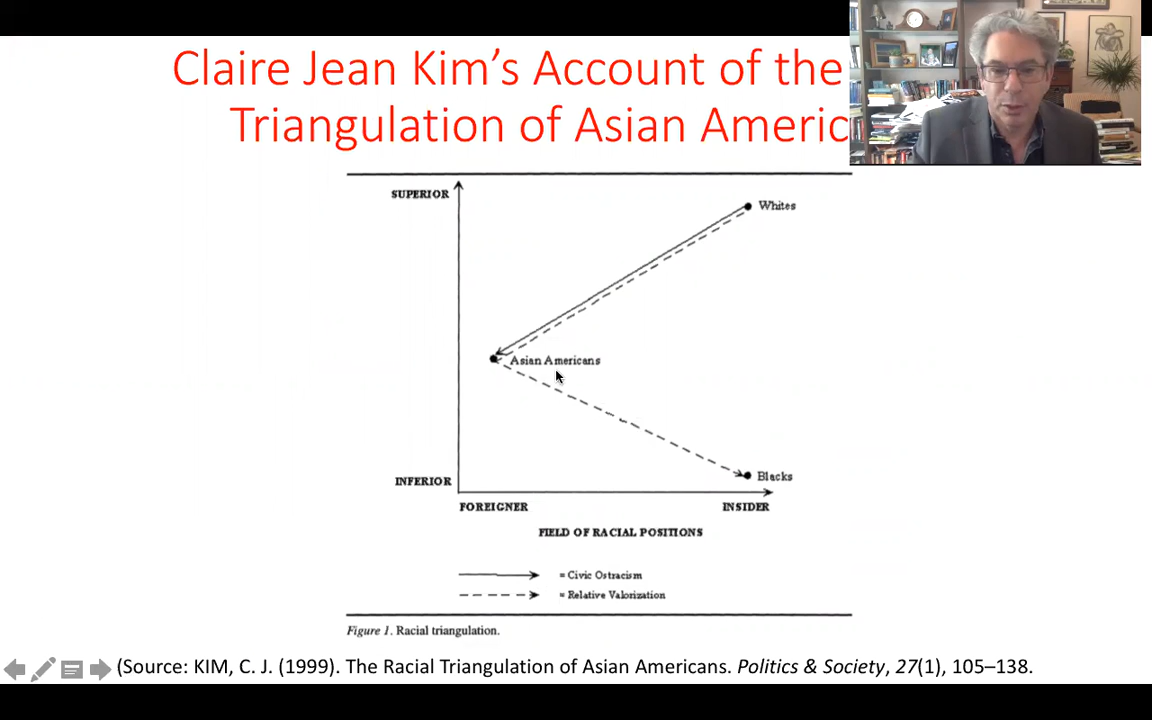 Claire Jean Kim's Account of the
Triangulation of Asian Americ
SUPERIOR
Whites
Asian Americans
Blacks
INFERIOR
FOREIGNER INSIDER
FIELD OF RACIAL POSITIONS
= Civic Ostracism
= Relative Valorization
Figure 1. Racial triangulation.
(Source: KIM, C. J. (1999). The Racial Triangulation of Asian Americans. Politics & Society, 27(1), 105–138.